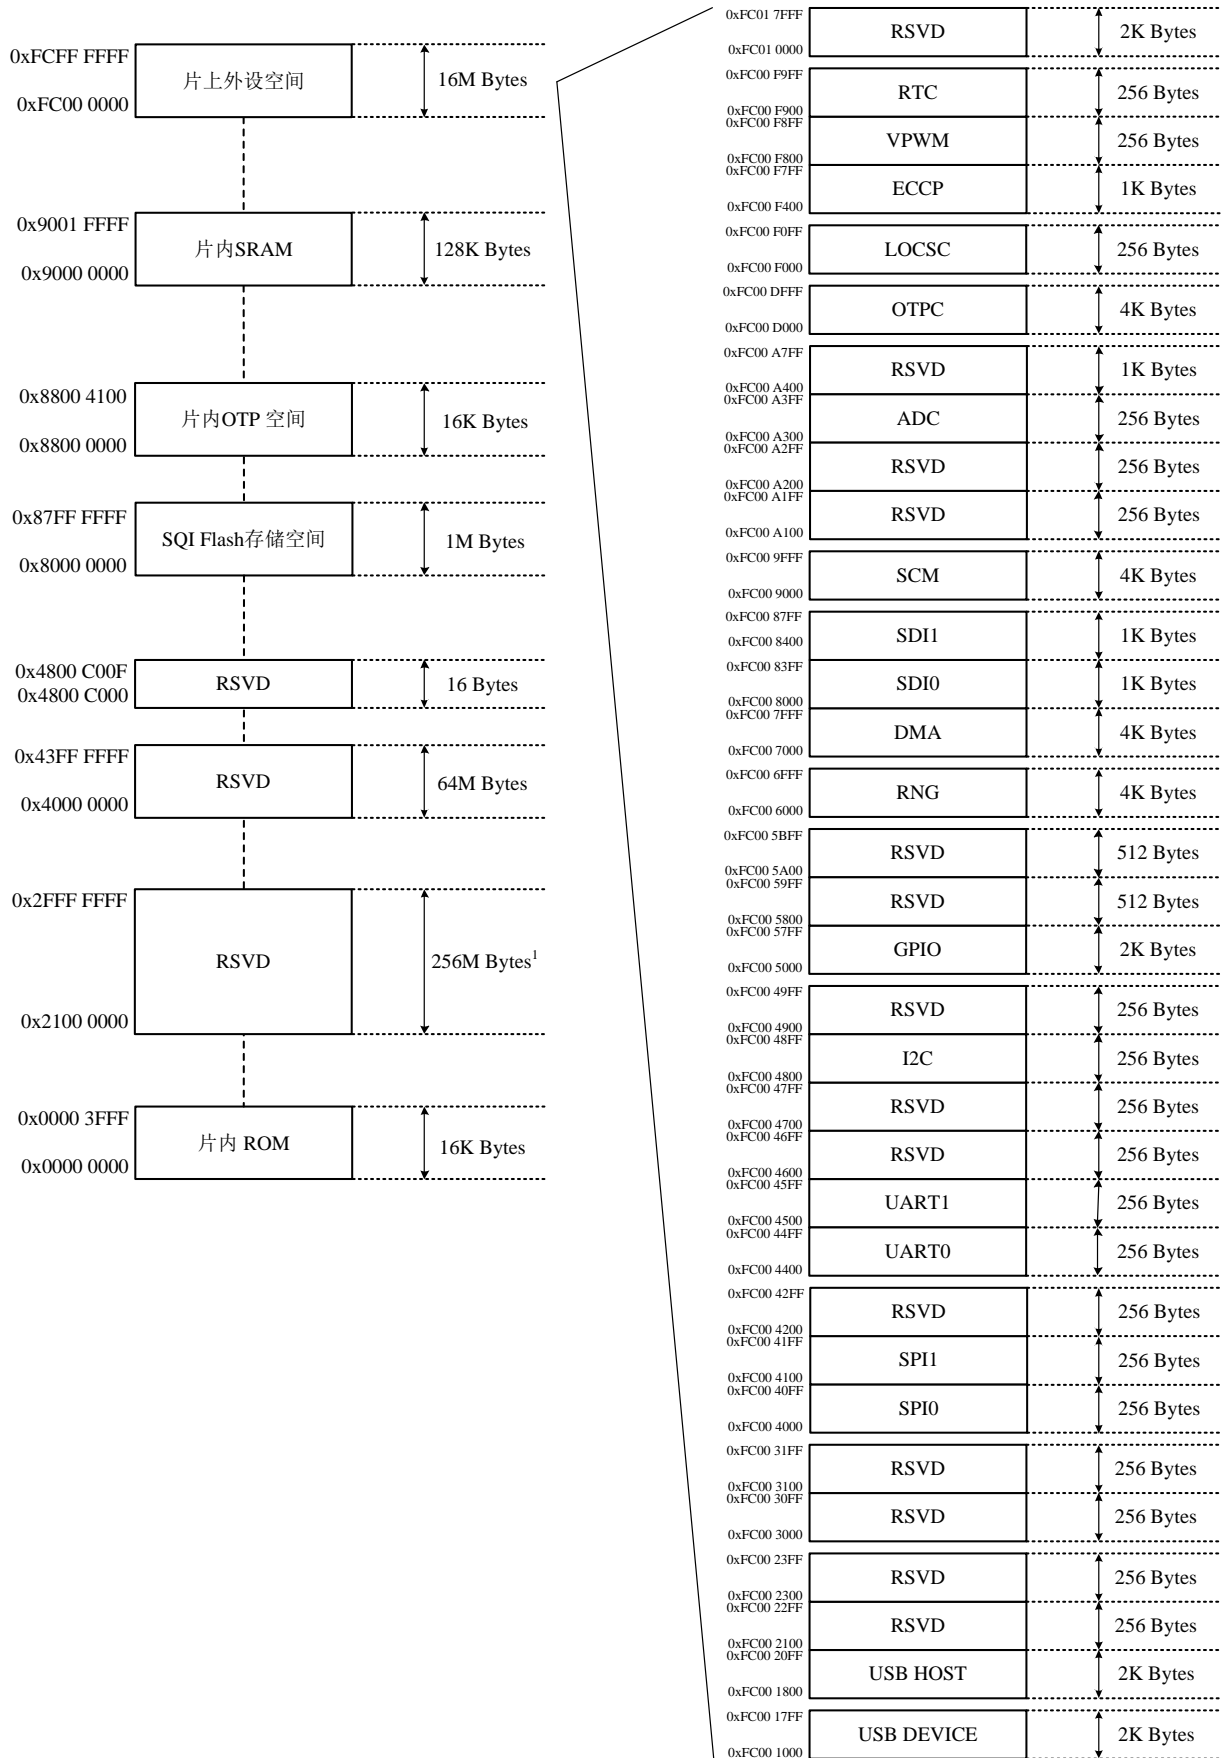 0xFCFF FFFF
片上外设空间
16M Bytes
0xFC00 0000
0x9001 FFFF
片内SRAM
128K Bytes
0x9000 0000
0x8800 4100
片内OTP 空间
16K Bytes
0x8800 0000
0x87FF FFFF
SQI Flash存储空间
1M Bytes
0x8000 0000
0x4800 C00F
RSVD
16 Bytes
0x4800 C000
0x43FF FFFF
RSVD
64M Bytes
0x4000 0000
0x2FFF FFFF
RSVD
256M Bytes1
0x2100 0000
0x0000 3FFF
片内 ROM
16K Bytes
0x0000 0000
0xFC01 7FFF
RSVD
2K Bytes
0xFC01 0000
0xFC00 F9FF
RTC
256 Bytes
0xFC00 F900
0xFC00 F8FF
VPWM
256 Bytes
0xFC00 F800
0xFC00 F7FF
ECCP
1K Bytes
0xFC00 F400
0xFC00 F0FF
LOCSC
256 Bytes
0xFC00 F000
0xFC00 DFFF
OTPC
4K Bytes
0xFC00 D000
0xFC00 A7FF
RSVD
1K Bytes
0xFC00 A400
0xFC00 A3FF
ADC
256 Bytes
0xFC00 A300
0xFC00 A2FF
RSVD
256 Bytes
0xFC00 A200
0xFC00 A1FF
RSVD
256 Bytes
0xFC00 A100
0xFC00 9FFF
SCM
4K Bytes
0xFC00 9000
0xFC00 87FF
SDI1
1K Bytes
0xFC00 8400
0xFC00 83FF
SDI0
1K Bytes
0xFC00 8000
0xFC00 7FFF
DMA
4K Bytes
0xFC00 7000
0xFC00 6FFF
RNG
4K Bytes
0xFC00 6000
0xFC00 5BFF
RSVD
512 Bytes
0xFC00 5A00
0xFC00 59FF
RSVD
512 Bytes
0xFC00 5800
0xFC00 57FF
GPIO
2K Bytes
0xFC00 5000
0xFC00 49FF
RSVD
256 Bytes
0xFC00 4900
0xFC00 48FF
I2C
256 Bytes
0xFC00 4800
0xFC00 47FF
RSVD
256 Bytes
0xFC00 4700
0xFC00 46FF
RSVD
256 Bytes
0xFC00 4600
0xFC00 45FF
UART1
256 Bytes
0xFC00 4500
0xFC00 44FF
UART0
256 Bytes
0xFC00 4400
0xFC00 42FF
RSVD
256 Bytes
0xFC00 4200
0xFC00 41FF
SPI1
256 Bytes
0xFC00 4100
0xFC00 40FF
SPI0
256 Bytes
0xFC00 4000
0xFC00 31FF
RSVD
256 Bytes
0xFC00 3100
0xFC00 30FF
RSVD
256 Bytes
0xFC00 3000
0xFC00 23FF
RSVD
256 Bytes
0xFC00 2300
0xFC00 22FF
RSVD
256 Bytes
0xFC00 2100
0xFC00 20FF
USB HOST
2K Bytes
0xFC00 1800
0xFC00 17FF
USB DEVICE
2K Bytes
0xFC00 1000